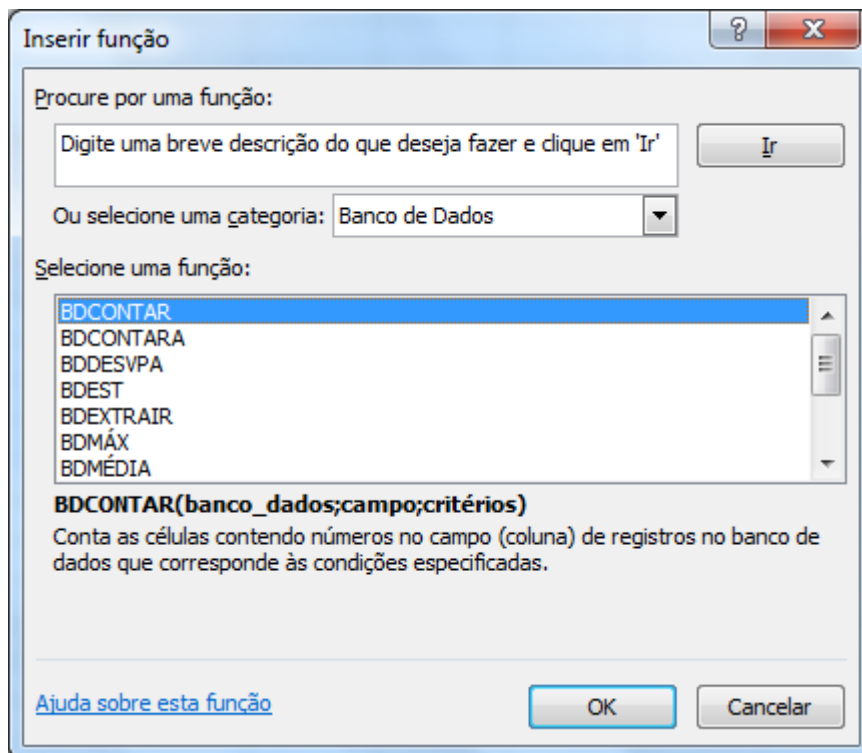 Inserir função
Procure por uma função:
Digite uma breve descrição do que deseja fazer e clique em 'Ir'
Ir
Ou selecione uma categoria: Banco de Dados
Selecione uma função:
BDCONTAR
BDCONTARA
BDDESVPA
BDEST
BDEXTRAIR
BDMÁX
BDMÉDIA
BDCONTAR(banco_dados;campo;critérios)
Conta as células contendo números no campo (coluna) de registros no banco de
dados que corresponde às condições especificadas.
Ajuda sobre esta função
OK
Cancelar